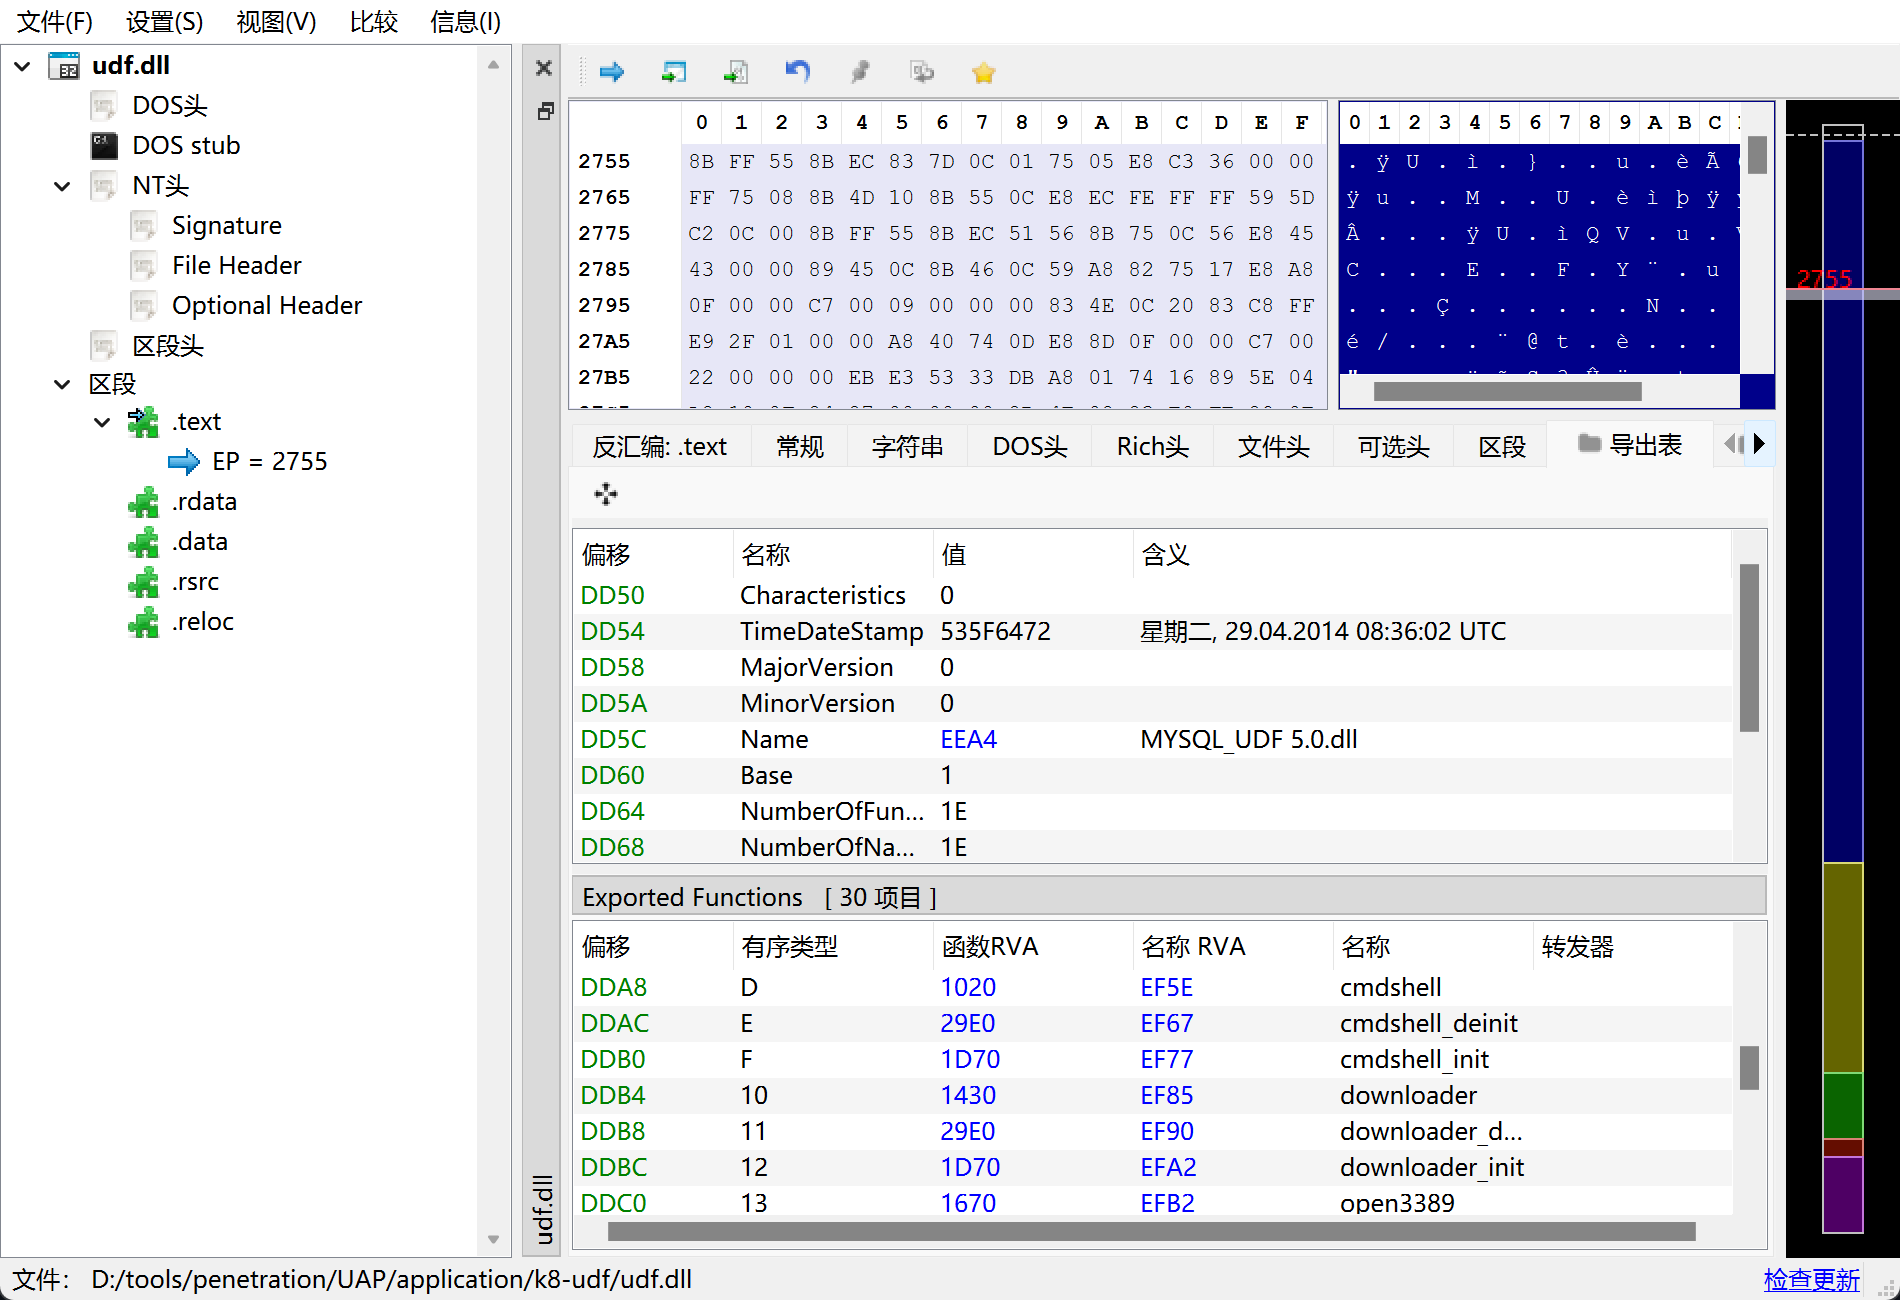 文件(F) 设置(S) 视图(V) 比较 信息(I)
udf.dll
DOS头
DOS stub
NT头
Signature
File Header
Optional Header
区段头
区段
.text
EP = 2755
.rdata
.data
.rsrc
.reloc
udf.dll
0 1 2 3 4 5 6 7 8 9 A B C D E F
2755 8B FF 55 8B EC 83 7D 0C 01 75 05 E8 C3 36 00 00
2765 FF 75 08 8B 4D 10 8B 55 0C E8 EC FE FF FF 59 5D
2775 C2 0C 00 8B FF 55 8B EC 51 56 8B 75 0C 56 E8 45
2785 43 00 00 89 45 0C 8B 46 0C 59 A8 82 75 17 E8 A8
2795 0F 00 00 C7 00 09 00 00 00 83 4E 0C 20 83 C8 FF
27A5 E9 2F 01 00 00 A8 40 74 0D E8 8D 0F 00 00 C7 00
27B5 22 00 00 00 EB E3 53 33 DB A8 01 74 16 89 5E 04
0 1 2 3 4 5 6 7 8 9 A B C
. ÿ U . ì . } . . u . è Ã
ÿ u . . M . . U . è ì þ ÿ
Â . . . ÿ U . ì Q V . u .
C . . . E . . F . Y ¨ . u
. . . Ç . . . . . . N . .
é / . . . ¨ @ t . è . . .
2755
反汇编: .text 常规 字符串 DOS头 Rich头 文件头 可选头 区段 导出表
偏移 名称 值 含义
DD50 Characteristics 0
DD54 TimeDateStamp 535F6472 星期二, 29.04.2014 08:36:02 UTC
DD58 MajorVersion 0
DD5A MinorVersion 0
DD5C Name EEA4 MYSQL_UDF 5.0.dll
DD60 Base 1
DD64 NumberOfFun... 1E
DD68 NumberOfNa... 1E
Exported Functions [ 30 项目 ]
偏移 有序类型 函数RVA 名称 RVA 名称 转发器
DDA8 D 1020 EF5E cmdshell
DDAC E 29E0 EF67 cmdshell_deinit
DDB0 F 1D70 EF77 cmdshell_init
DDB4 10 1430 EF85 downloader
DDB8 11 29E0 EF90 downloader_d...
DDBC 12 1D70 EFA2 downloader_init
DDC0 13 1670 EFB2 open3389
文件: D:/tools/penetration/UAP/application/k8-udf/udf.dll 检查更新